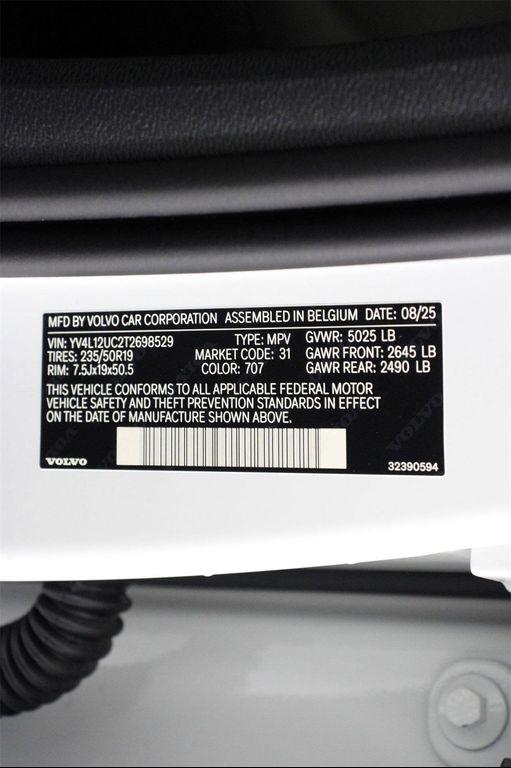 MFD BY VOLVO CAR CORPORATION ASSEMBLED IN BELGIUM DATE: 08/25
VIN: YV4L12UC2T2698529 TYPE: MPV GVWR: 5025 LB
TIRES: 235/50R19 MARKET CODE: 31 GAWR FRONT: 2645 LB
RIM: 7.5Jx19x50.5 COLOR: 707 GAWR REAR: 2490 LB
THIS VEHICLE CONFORMS TO ALL APPLICABLE FEDERAL MOTOR
VEHICLE SAFETY AND THEFT PREVENTION STANDARDS IN EFFECT
ON THE DATE OF MANUFACTURE SHOWN ABOVE.
VOLVO 32390594